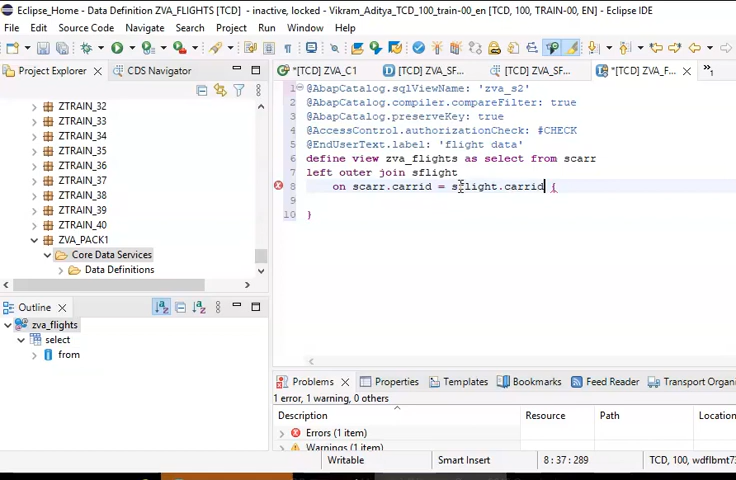 Eclipse_Home - Data Definition ZVA_FLIGHTS [TCD] - inactive, locked - Vikram_Aditya_TCD_100_train-00_en [TCD, 100, TRAIN-00, EN] - Eclipse IDE
File Edit Source Code Navigate Search Project Run Window Help
Project Explorer CDS Navigator
*[TCD] ZVA_C1 [TCD] ZVA_SF... [TCD] ZVA_SF... *[TCD] ZVA_F... »1
ZTRAIN_32
ZTRAIN_33
ZTRAIN_34
ZTRAIN_35
ZTRAIN_36
ZTRAIN_37
ZTRAIN_38
ZTRAIN_39
ZTRAIN_40
ZVA_PACK1
Core Data Services
Data Definitions
1 @AbapCatalog.sqlViewName: 'zva_s2'
2 @AbapCatalog.compiler.compareFilter: true
3 @AbapCatalog.preserveKey: true
4 @AccessControl.authorizationCheck: #CHECK
5 @EndUserText.label: 'flight data'
6 define view zva_flights as select from scarr
7 left outer join sflight
8 on scarr.carrid = sflight.carrid {
9
10 }
Outline
zva_flights
select
from
Problems Properties Templates Bookmarks Feed Reader Transport Organi
1 error, 1 warning, 0 others
Description Resource Path Location
Errors (1 item)
Warnings (1 item)
Writable Smart Insert 8 : 37 : 289 TCD, 100, wdflbmt73